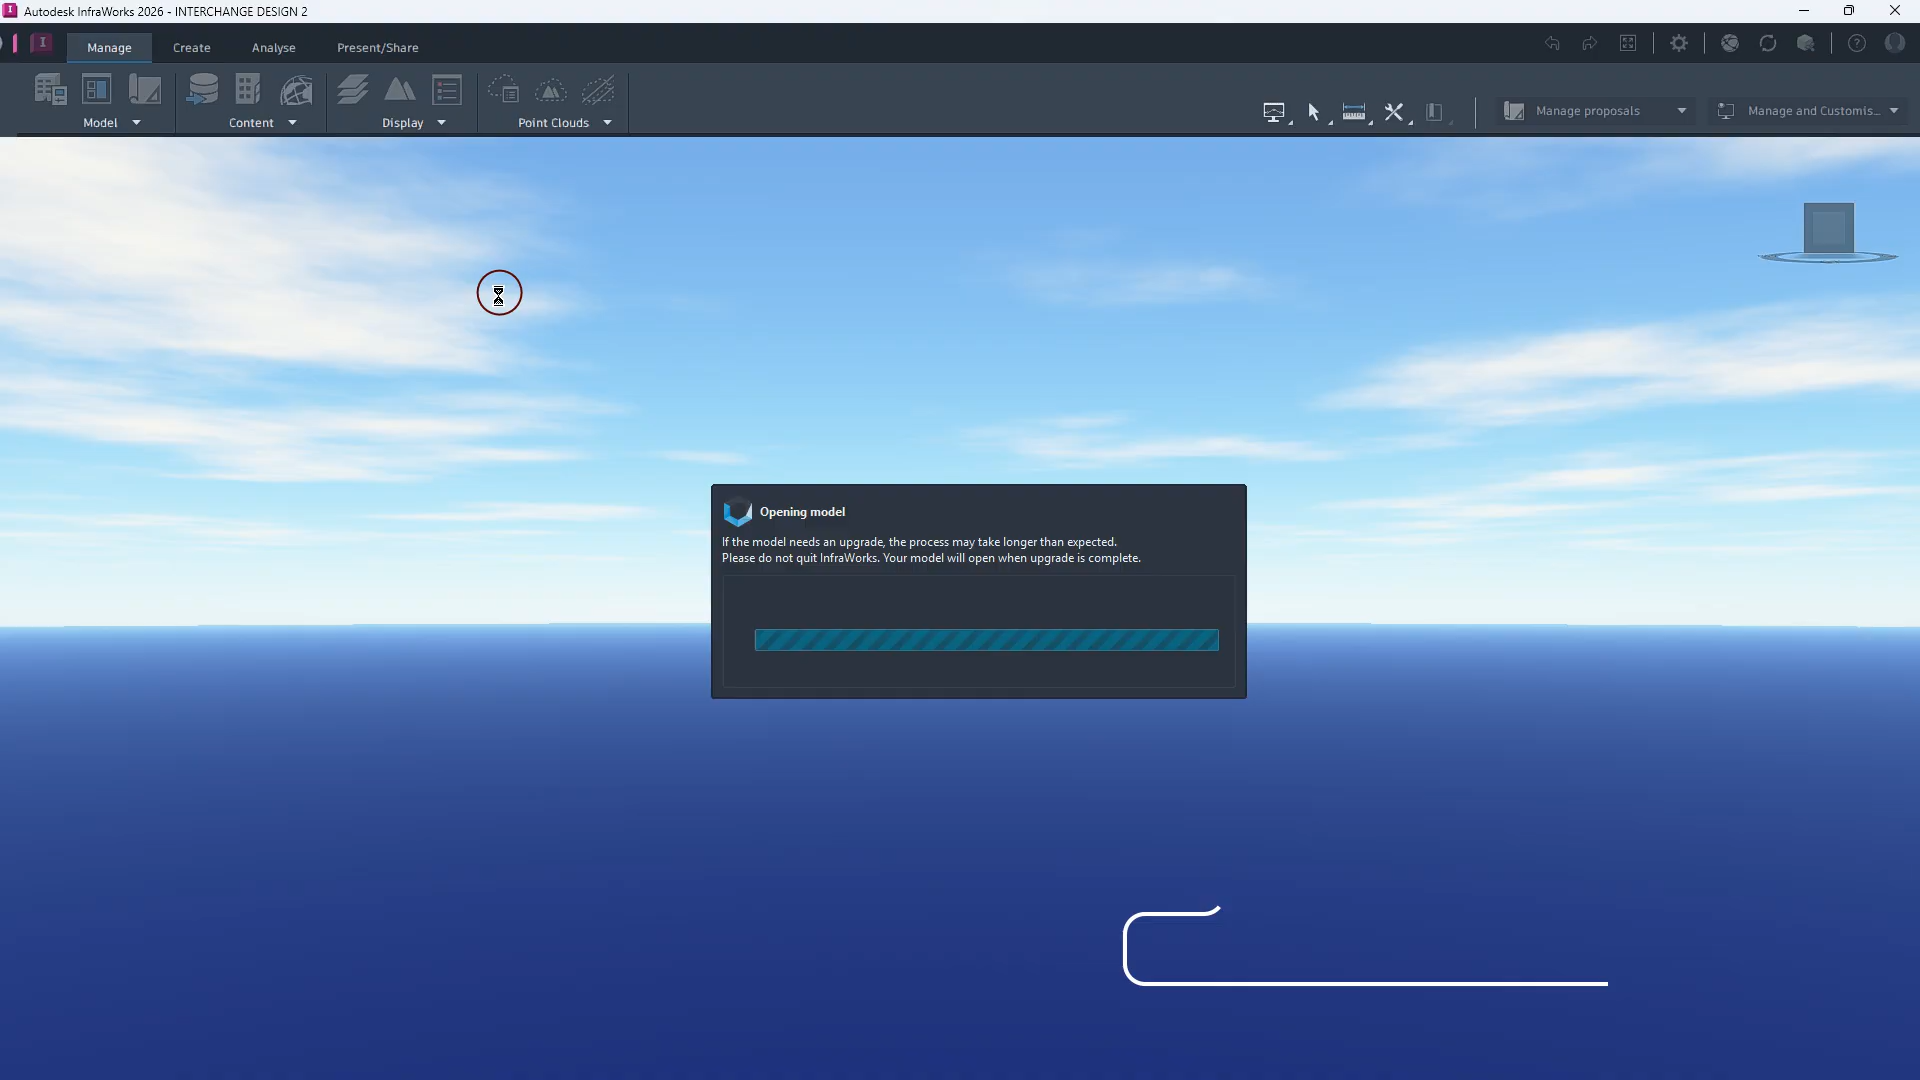 Autodesk InfraWorks 2026 - INTERCHANGE DESIGN 2
Manage
Create
Analyse
Present/Share
Model
Content
Display
Point Clouds
Manage proposals
Manage and Customis...
Opening model
If the model needs an upgrade, the process may take longer than expected.
Please do not quit InfraWorks. Your model will open when upgrade is complete.